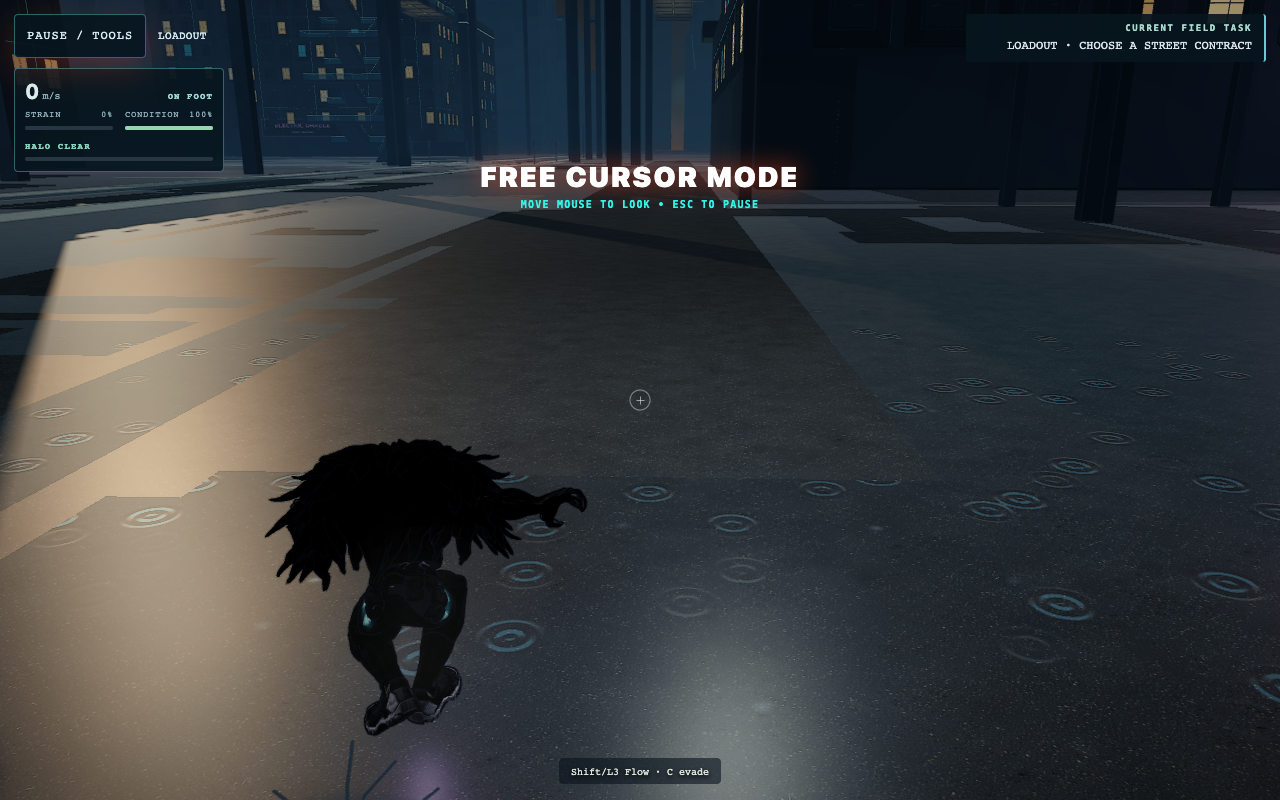 PAUSE / TOOLS
LOADOUT
CURRENT FIELD TASK
LOADOUT • CHOOSE A STREET CONTRACT
0 m/s
ON FOOT
STRAIN 0%
CONDITION 100%
HALO CLEAR
FREE CURSOR MODE
MOVE MOUSE TO LOOK • ESC TO PAUSE
Shift/L3 Flow • C evade